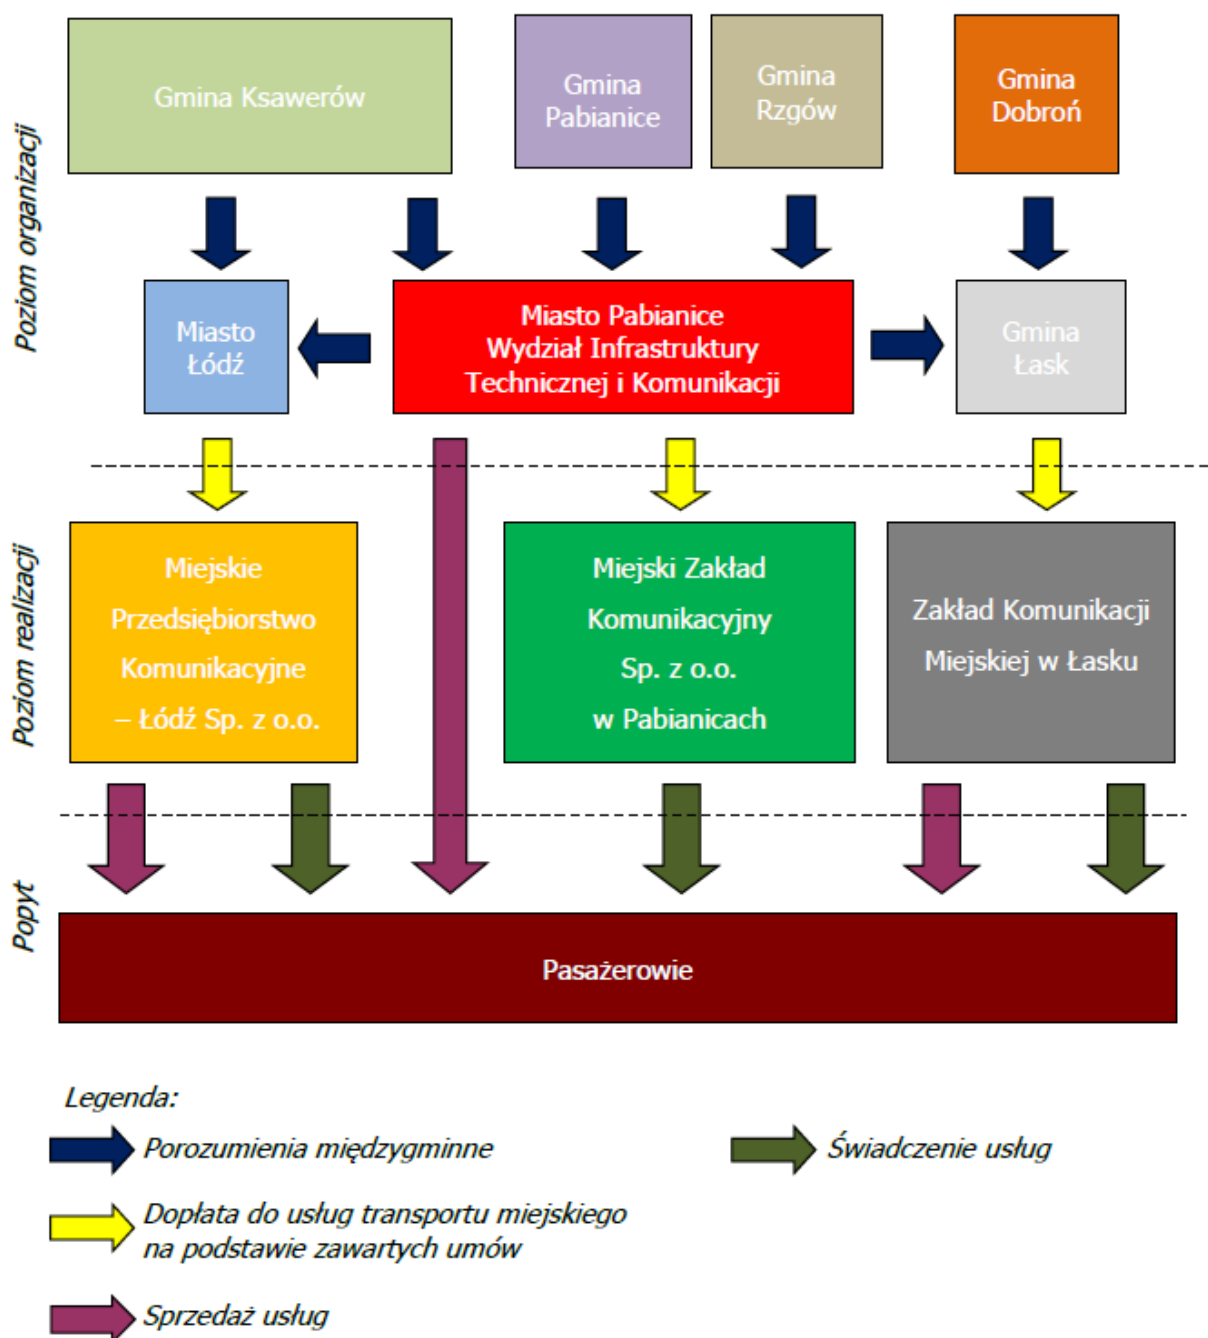 Poziom organizacji
Gmina Ksawerów
Gmina
Pabianice
Gmina
Rzgów
Gmina
Dobroń
Miasto
Łódź
Miasto Pabianice
Wydział Infrastruktury
Technicznej i Komunikacji
Gmina
Łask
Poziom realizacji
Miejskie
Przedsiębiorstwo
Komunikacyjne
– Łódź Sp. z o.o.
Miejski Zakład
Komunikacyjny
Sp. z o.o.
w Pabianicach
Zakład Komunikacji
Miejskiej w Łasku
Popyt
Pasażerowie
Legenda:
Porozumienia międzygminne
Świadczenie usług
Dopłata do usług transportu miejskiego
na podstawie zawartych umów
Sprzedaż usług